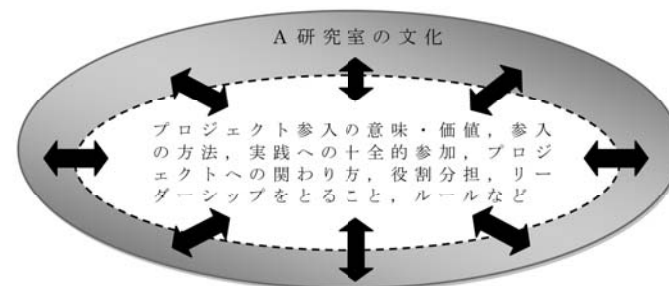 A研究室の文化
プロジェクト参入の意味・価値，参入
の方法，実践への十全的参加，プロジ
ェクトへの関わり方，役割分担，リー
ダーシップをとること，ルールなど